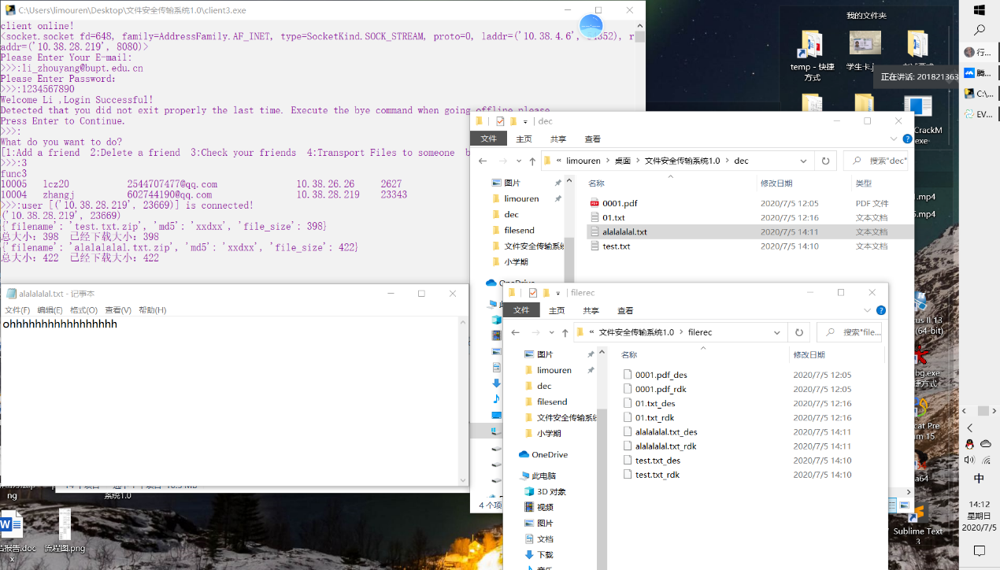 C:\Users\limouren\Desktop\文件安全传输系统1.0\client3.exe
client online!
<socket.socket fd=648, family=AddressFamily.AF_INET, type=SocketKind.SOCK_STREAM, proto=0, laddr=('10.38.4.6', 52), r
addr=('10.38.28.219', 8080)>
Please Enter Your E-mail:
>>>:li_zhouyang@bupt.edu.cn
Please Enter Password:
>>>:1234567890
Welcome Li ,Login Successful!
Detected that you did not exit properly the last time. Execute the bye command when going offline please
Press Enter to Continue.
>>>:
What do you want to do?
[1:Add a friend 2:Delete a friend 3:Check your friends 4:Transport Files to someone b
>>>:3
func3
10005 lcz20 2544707477@qq.com 10.38.26.26 2627
10004 zhangj 602744190@qq.com 10.38.28.219 23343
>>>:user [('10.38.28.219', 23669)] is connected!
('10.38.28.219', 23669)
{'filename': 'test.txt.zip', 'md5': 'xxdxx', 'file_size': 398}
总大小: 398 已经下载大小: 398
{'filename': 'alalalalal.txt.zip', 'md5': 'xxdxx', 'file_size': 422}
总大小: 422 已经下载大小: 422
alalalalal.txt - 记事本
文件(F) 编辑(E) 格式(O) 查看(V) 帮助(H)
ohhhhhhhhhhhhhhhhh
系统1.0
ng
告报告.doc
x
流程图.png
dec
文件 主页 共享 查看
« limouren › 桌面 › 文件安全传输系统1.0 › dec
搜索"dec"
图片
limouren
dec
filesend
文件安全传输系统
小学期
OneDrive
名称 修改日期 类型
0001.pdf 2020/7/5 12:05 PDF 文件
01.txt 2020/7/5 12:16 文本文档
alalalalal.txt 2020/7/5 14:11 文本文档
test.txt 2020/7/5 14:10 文本文档
4 个项
filerec
文件 主页 共享 查看
« 文件安全传输系统1.0 › filerec
搜索"file...
图片
limouren
dec
filesend
文件安全传输系统
小学期
OneDrive
此电脑
3D 对象
视频
图片
文档
下载
音乐
名称 修改日期
0001.pdf_des 2020/7/5 12:05
0001.pdf_rdk 2020/7/5 12:05
01.txt_des 2020/7/5 12:16
01.txt_rdk 2020/7/5 12:16
alalalalal.txt_des 2020/7/5 14:11
alalalalal.txt_rdk 2020/7/5 14:11
test.txt_des 2020/7/5 14:10
test.txt_rdk 2020/7/5 14:10
我的文件夹
temp - 快捷
方式
学生卡.j
正在讲话: 201821363
CrackM
exe-
.mp4
5.mp4
us II 13
(64-bit)
bg.exe
捷方式
cat Pre
m 15
a64
Sublime Text
3
行...
腾...
C:\...
EV...
中
14:12
星期日
2020/7/5